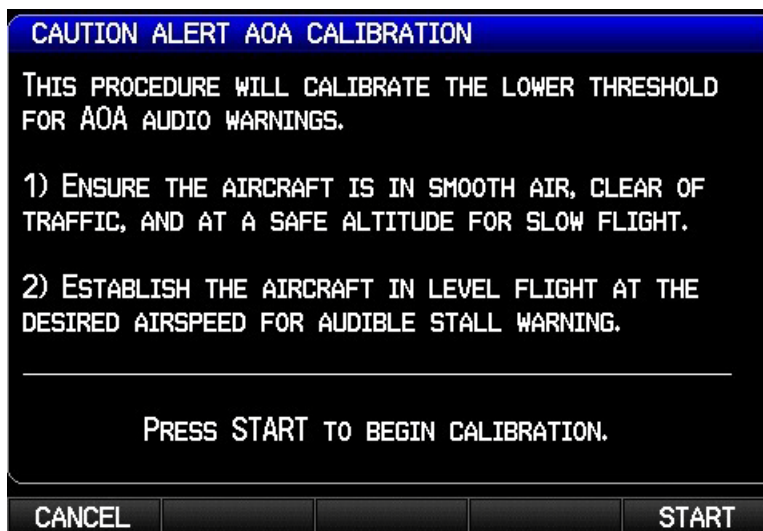 CAUTION ALERT AOA CALIBRATION
THIS PROCEDURE WILL CALIBRATE THE LOWER THRESHOLD
FOR AOA AUDIO WARNINGS.
1) ENSURE THE AIRCRAFT IS IN SMOOTH AIR, CLEAR OF
TRAFFIC, AND AT A SAFE ALTITUDE FOR SLOW FLIGHT.
2) ESTABLISH THE AIRCRAFT IN LEVEL FLIGHT AT THE
DESIRED AIRSPEED FOR AUDIBLE STALL WARNING.
PRESS START TO BEGIN CALIBRATION.
CANCEL START